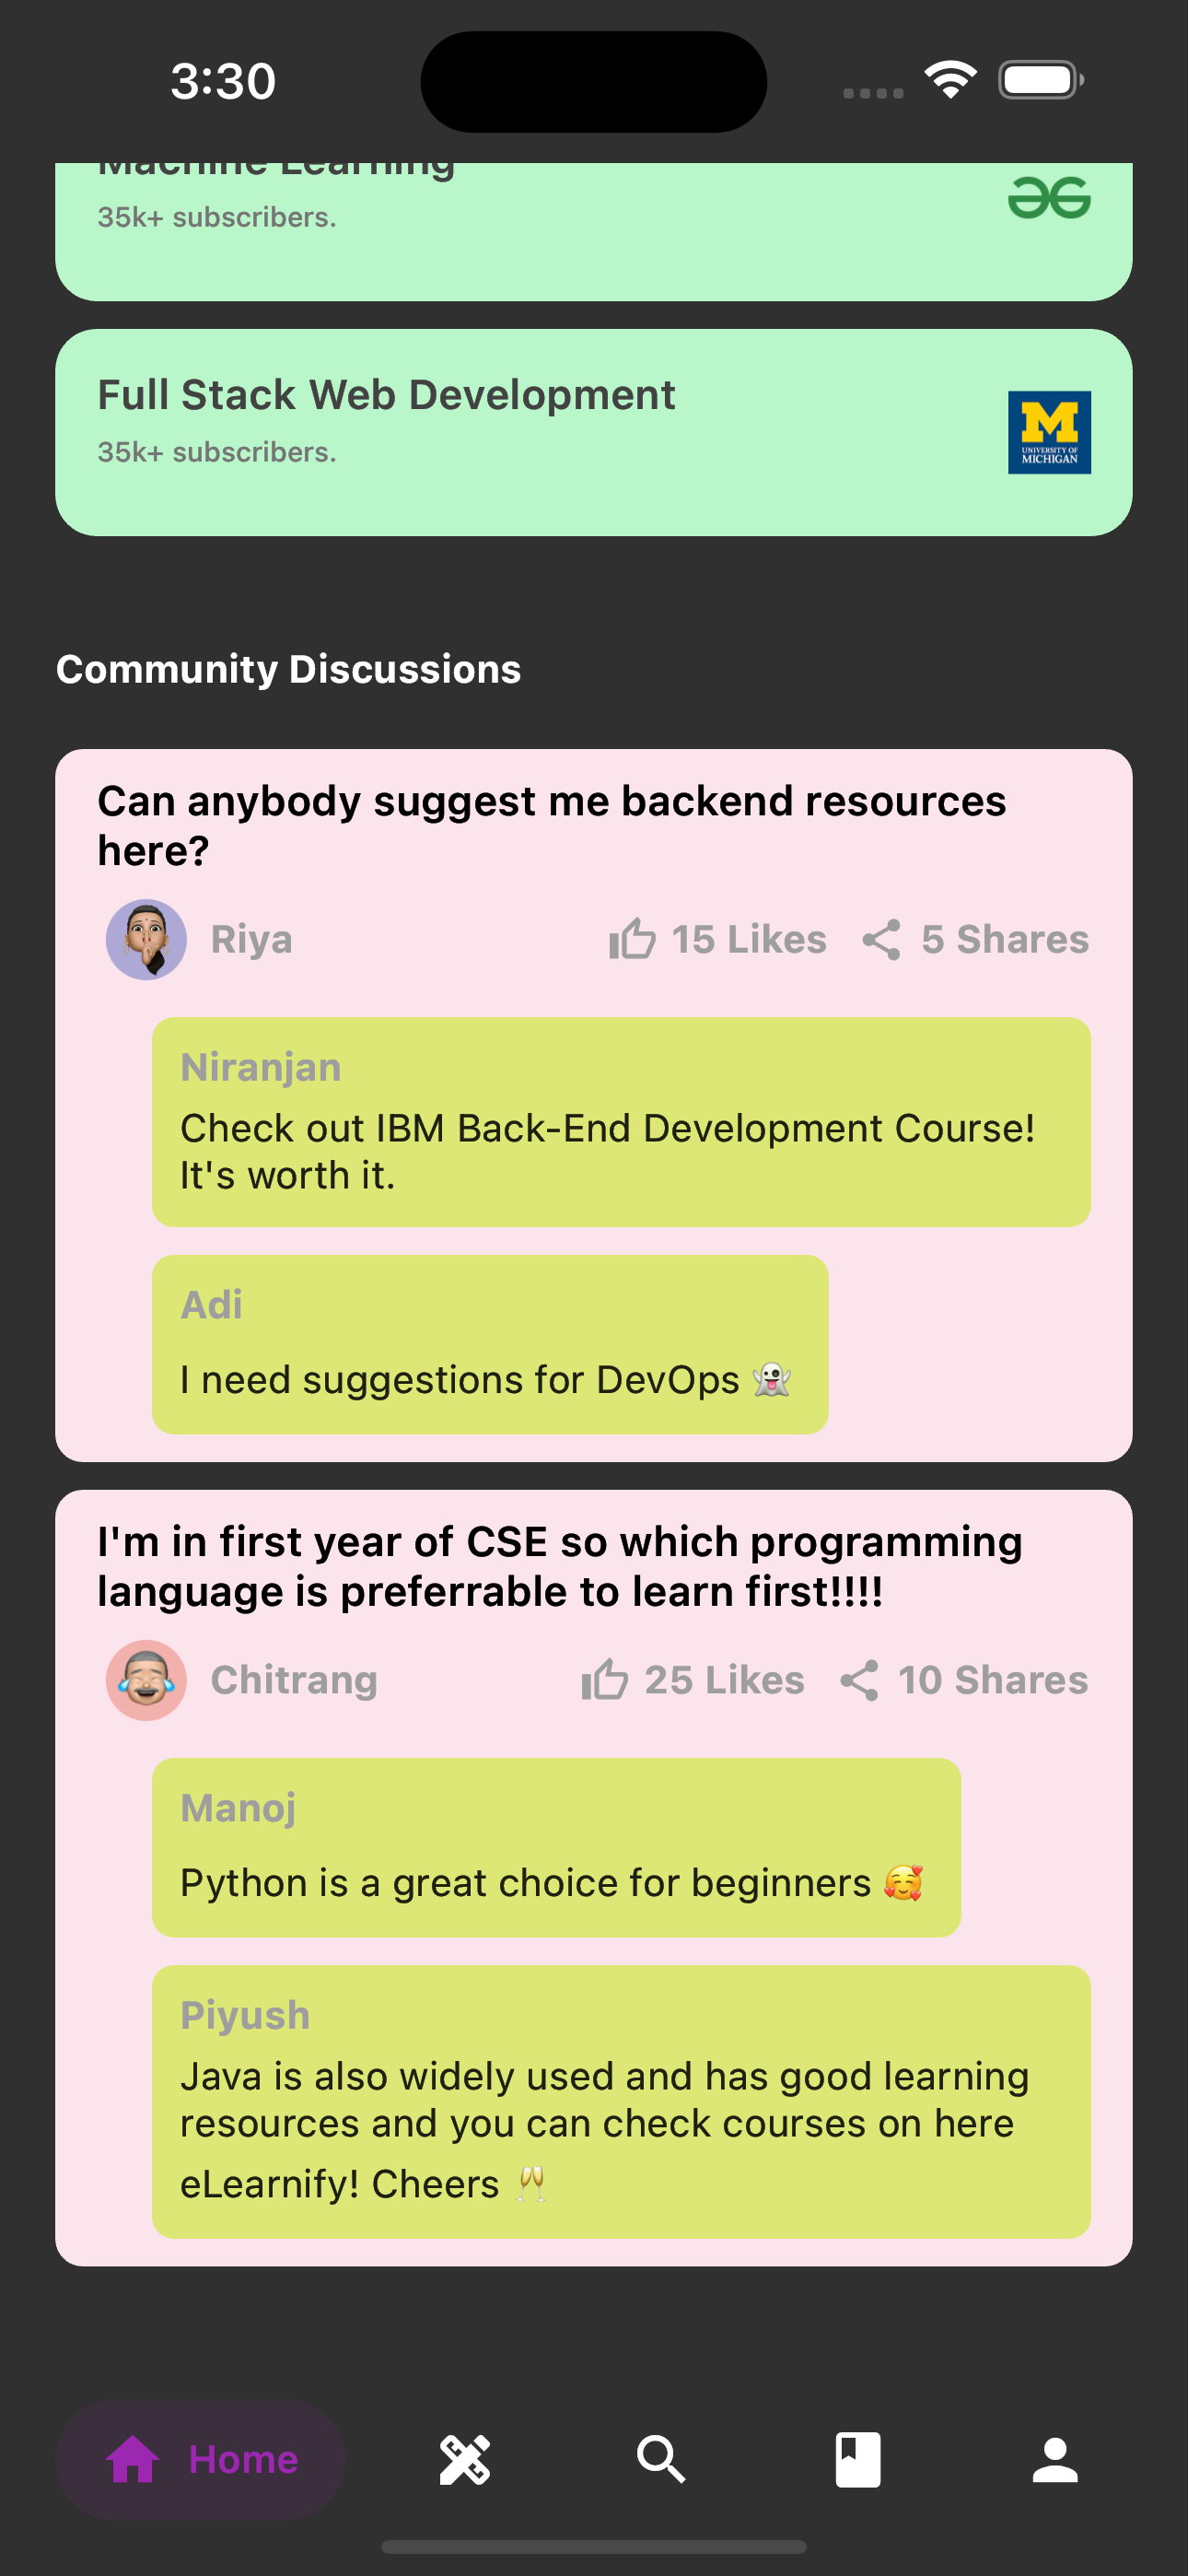 3:30
Machine Learning
35k+ subscribers.
Full Stack Web Development
35k+ subscribers.
M
UNIVERSITY OF
MICHIGAN
Community Discussions
Can anybody suggest me backend resources
here?
Riya 15 Likes 5 Shares
Niranjan
Check out IBM Back-End Development Course!
It's worth it.
Adi
I need suggestions for DevOps 👻
I'm in first year of CSE so which programming
language is preferrable to learn first!!!!
Chitrang 25 Likes 10 Shares
Manoj
Python is a great choice for beginners 🥰
Piyush
Java is also widely used and has good learning
resources and you can check courses on here
eLearnify! Cheers 🥂
Home